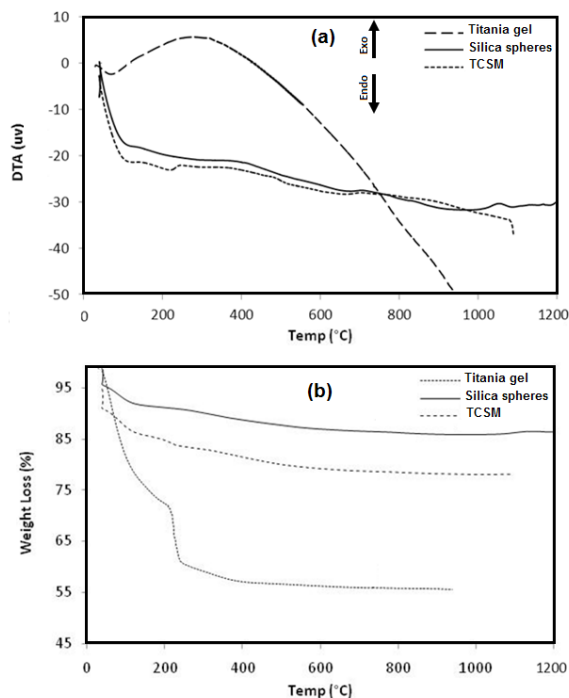 (a)
Titania gel
Silica spheres
TCSM
Exo
Endo
DTA (uv)
10
0
-10
-20
-30
-40
-50
0
200
400
600
800
1000
1200
Temp (°C)
(b)
Titania gel
Silica spheres
TCSM
Weight Loss (%)
95
85
75
65
55
45
0
200
400
600
800
1000
1200
Temp (°C)